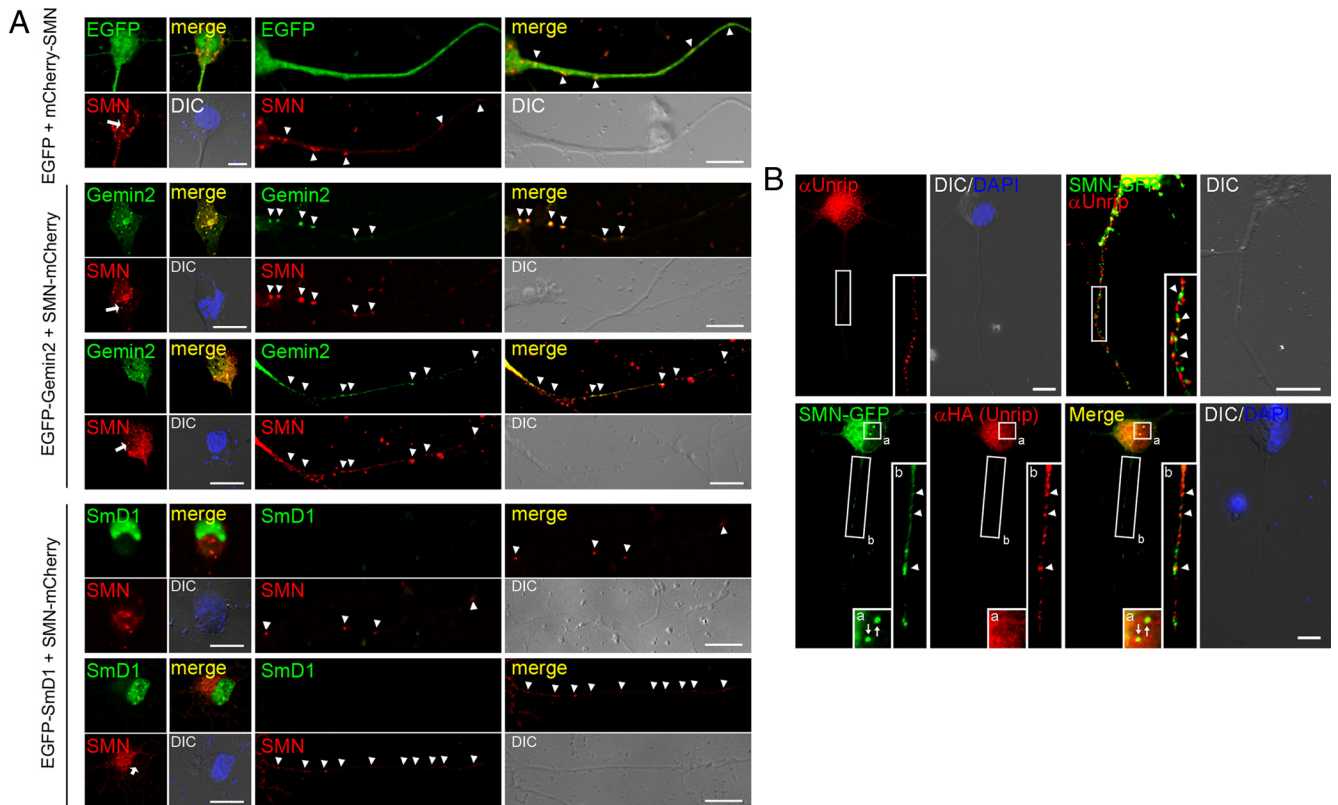 A
EGFP + mCherry-SMN
EGFP
merge
EGFP
merge
SMN
DIC
SMN
DIC
EGFP-Gemin2 + SMN-mCherry
Gemin2
merge
Gemin2
merge
SMN
DIC
SMN
DIC
Gemin2
merge
Gemin2
merge
SMN
DIC
SMN
DIC
EGFP-SmD1 + SMN-mCherry
SmD1
merge
SmD1
merge
SMN
DIC
SMN
DIC
SmD1
merge
SmD1
merge
SMN
DIC
SMN
DIC
B
αUnrip
DIC/DAPI
SMN-GFP
αUnrip
DIC
SMN-GFP
αHA (Unrip)
Merge
DIC/DAPI
a
a
a
b
b
b
b
b
b
a
a
a